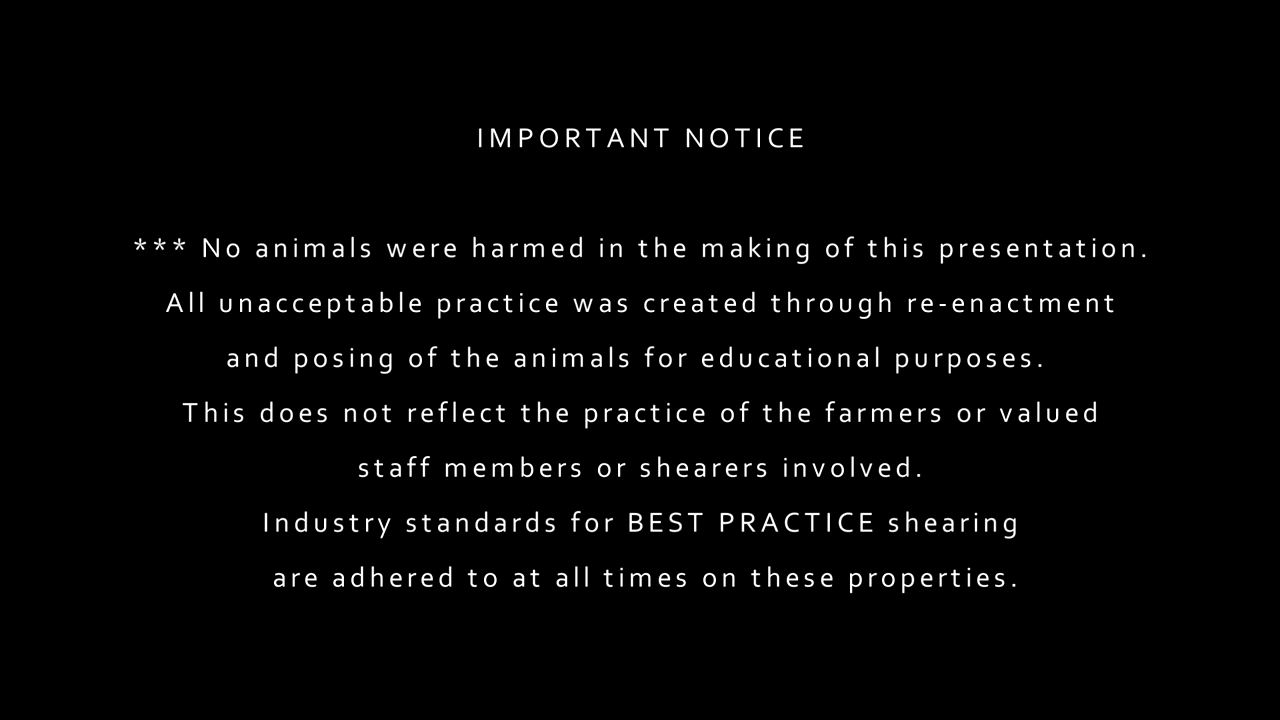 IMPORTANT NOTICE
*** No animals were harmed in the making of this presentation.
All unacceptable practice was created through re-enactment
and posing of the animals for educational purposes.
This does not reflect the practice of the farmers or valued
staff members or shearers involved.
Industry standards for BEST PRACTICE shearing
are adhered to at all times on these properties.